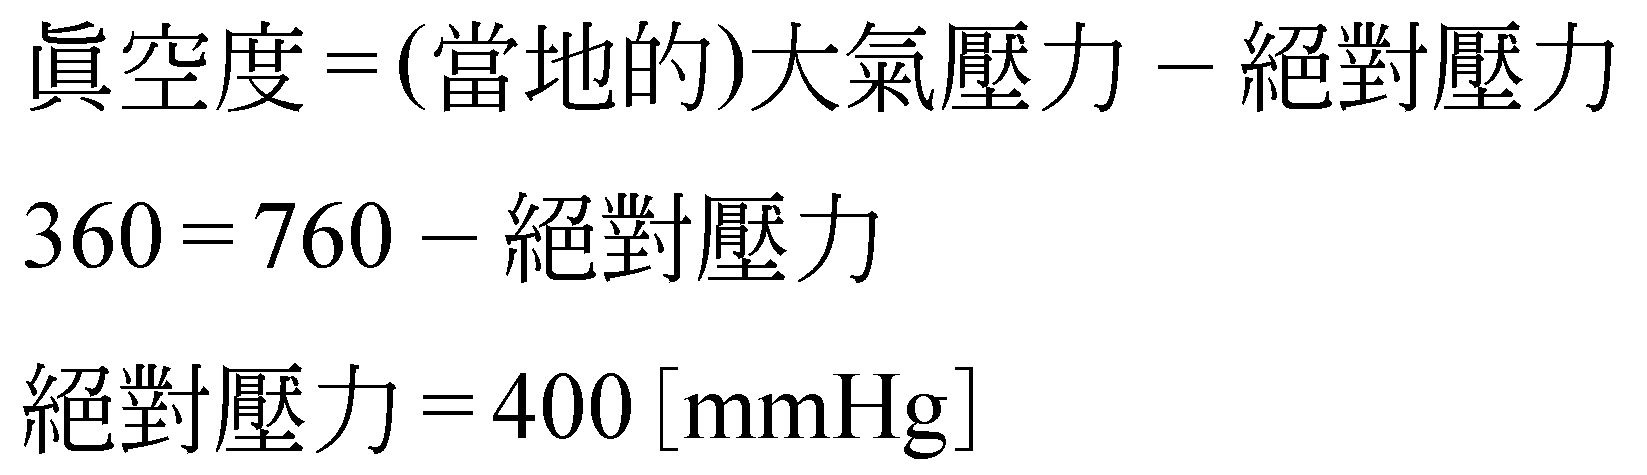 眞空度=(當地的)大氣壓力 − 絕對壓力
360 = 760 − 絕對壓力
絕對壓力 = 400 [mmHg]